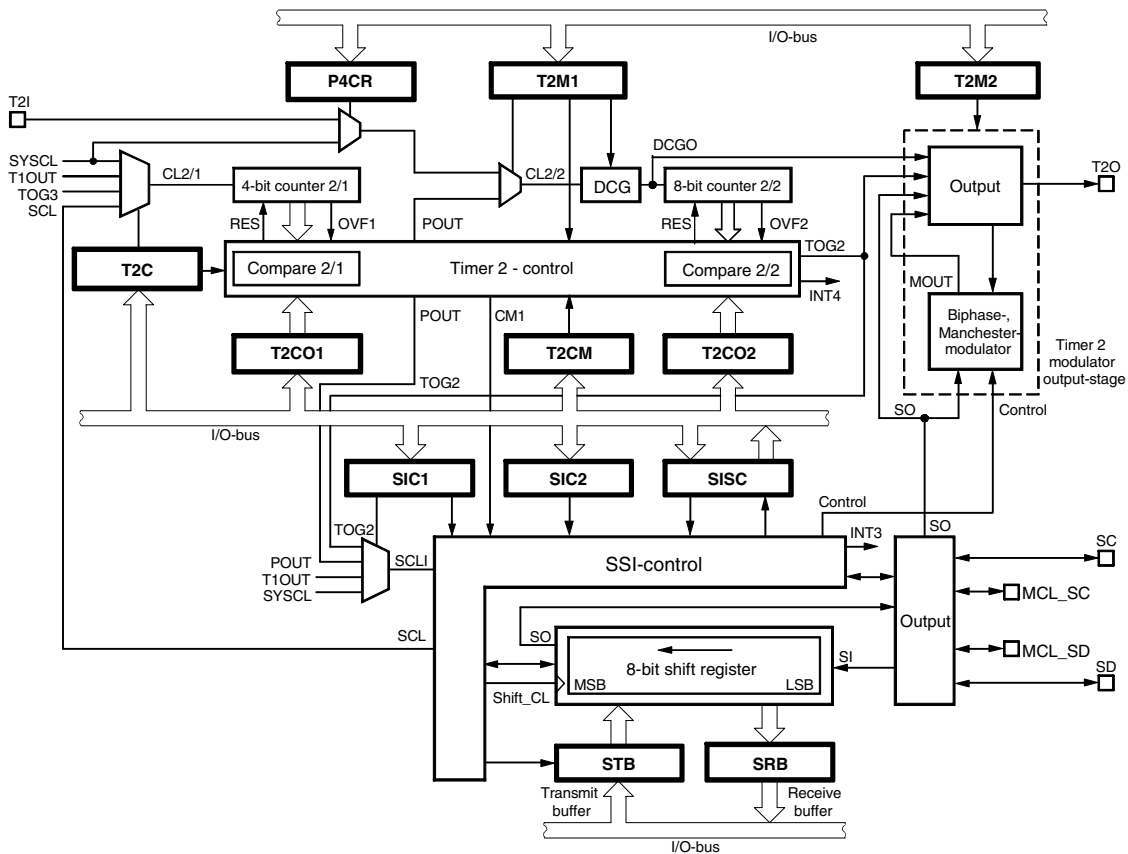 I/O-bus
P4CR
T2M1
T2M2
T2I
SYSCL
T1OUT
TOG3
SCL
CL2/1
4-bit counter 2/1
CL2/2
DCG
DCGO
8-bit counter 2/2
Output
T2O
RES
OVF1
POUT
RES
OVF2
TOG2
T2C
Compare 2/1
Timer 2 - control
Compare 2/2
INT4
MOUT
Biphase-,
Manchester-
modulator
Timer 2
modulator
output-stage
POUT
CM1
T2CO1
T2CM
T2CO2
TOG2
SO
Control
I/O-bus
SIC1
SIC2
SISC
Control
TOG2
POUT
T1OUT
SYSCL
SCLI
SSI-control
INT3
SO
SC
MCL_SC
Output
SCL
SO
8-bit shift register
MSB
LSB
SI
MCL_SD
SD
Shift_CL
STB
SRB
Transmit
buffer
Receive
buffer
I/O-bus